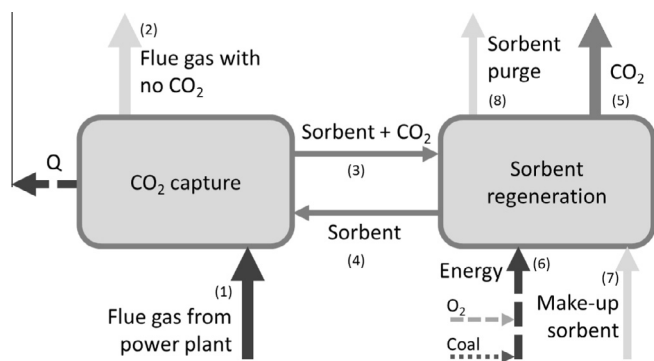 (2)
Flue gas with
no CO₂
Sorbent
purge
(8)
CO₂
(5)
Q
CO₂ capture
Sorbent + CO₂
(3)
Sorbent
(4)
Sorbent
regeneration
(1)
Flue gas from
power plant
Energy
(6)
O₂
Coal
(7)
Make-up
sorbent